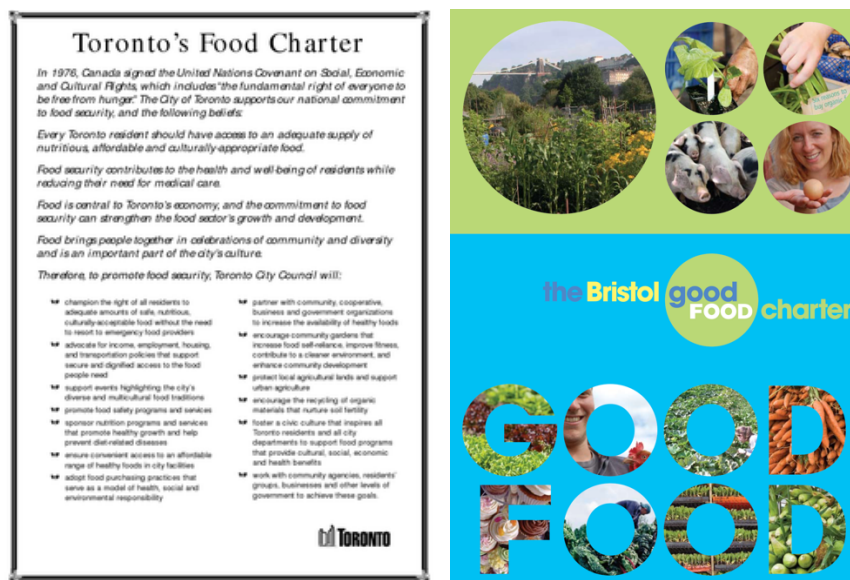 Toronto's Food Charter
In 1976, Canada signed the United Nations Covenant on Social, Economic
and Cultural Rights, which includes "the fundamental right of everyone to
be free from hunger." The City of Toronto supports our national commitment
to food security, and the following beliefs:
Every Toronto resident should have access to an adequate supply of
nutritious, affordable and culturally-appropriate food.
Food security contributes to the health and well-being of residents while
reducing their need for medical care.
Food is central to Toronto's economy, and the commitment to food
security can strengthen the food sector's growth and development.
Food brings people together in celebrations of community and diversity
and is an important part of the city's culture.
Therefore, to promote food security, Toronto City Council will:
champion the right of all residents to
adequate amounts of safe, nutritious,
culturally-acceptable food without the need
to resort to emergency food providers
advocate for income, employment, housing,
and transportation policies that support
secure and dignified access to the food
people need
support events highlighting the city's
diverse and multicultural food traditions
promote food safety programs and services
sponsor nutrition programs and services
that promote healthy growth and help
prevent diet-related diseases
ensure convenient access to an affordable
range of healthy foods in city facilities
adopt food purchasing practices that
serve as a model of health, social and
environmental responsibility
partner with community, cooperative,
business and government organizations
to increase the availability of healthy foods
encourage community gardens that
increase food self-reliance, improve fitness,
contribute to a cleaner environment, and
enhance community development
protect local agricultural lands and support
urban agriculture
encourage the recycling of organic
materials that nurture soil fertility
foster a civic culture that inspires all
Toronto residents and all city
departments to support food programs
that provide cultural, social, economic
and health benefits
work with community agencies, residents'
groups, businesses and other levels of
government to achieve these goals.
TORONTO
the Bristol good
FOOD charter
GOOD
FOOD